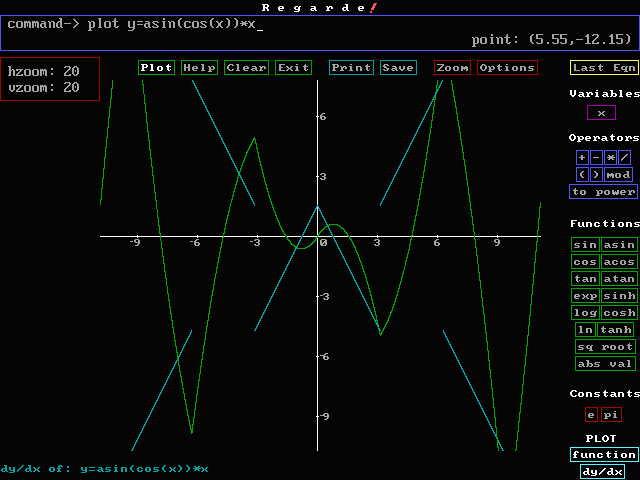 Regarde!
command-> plot y=asin(cos(x))*x_
point: (5.55,-12.15)
hzoom: 20
vzoom: 20
Plot Help Clear Exit Print Save Zoom Options Last Eqn
Variables
x
Operators
+ - * /
( ) mod
to power
Functions
sin asin
cos acos
tan atan
exp sinh
log cosh
ln tanh
sq root
abs val
Constants
e pi
PLOT
function
dy/dx
6
3
-9 -6 -3 0 3 6 9
-3
-6
-9
dy/dx of: y=asin(cos(x))*x